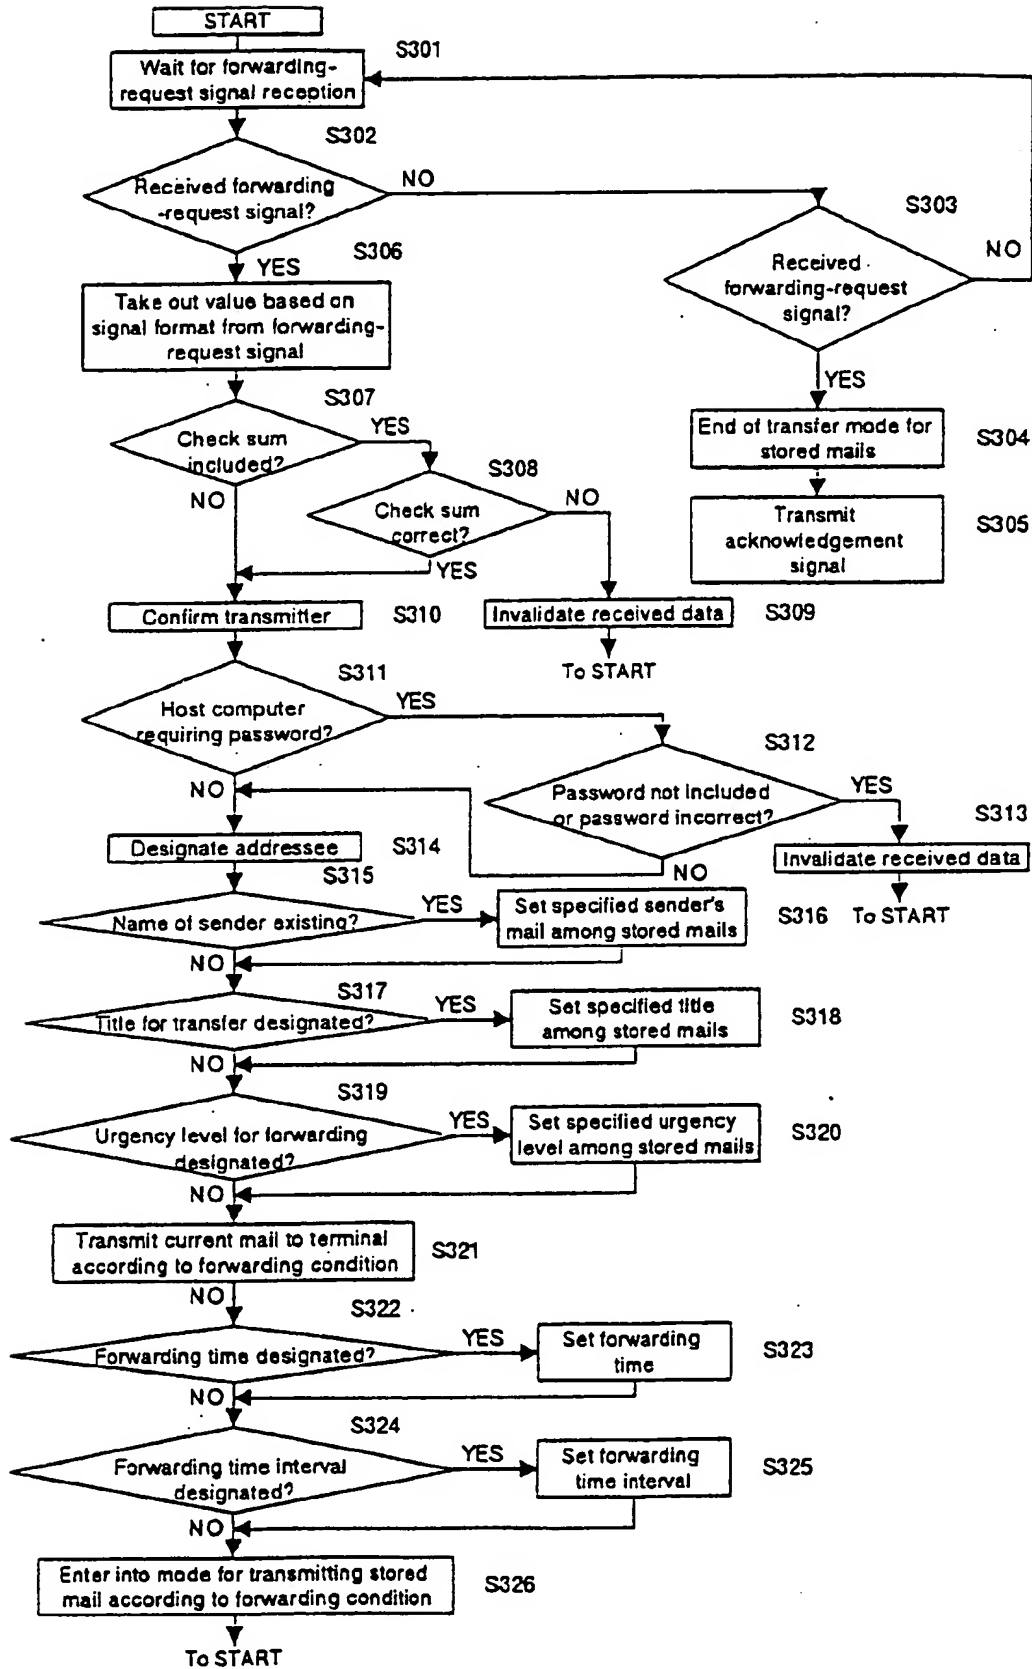 START
S301
Wait for forwarding-
request signal reception
S302
Received forwarding
-request signal?
NO
S303
Received
forwarding-request
signal?
NO
YES
S306
Take out value based on
signal format from forwarding-
request signal
YES
End of transfer mode for
stored mails
S304
Transmit
acknowledgement
signal
S305
S307
Check sum
included?
YES
NO
S308
Check sum
correct?
NO
YES
Confirm transmitter
S310
Invalidate received data
S309
To START
S311
Host computer
requiring password?
YES
NO
S312
Password not included
or password incorrect?
YES
NO
S313
Invalidate received data
To START
Designate addressee
S314
S315
Name of sender existing?
YES
Set specified sender's
mail among stored mails
S316
NO
S317
Title for transfer designated?
YES
Set specified title
among stored mails
S318
NO
S319
Urgency level for forwarding
designated?
YES
Set specified urgency
level among stored mails
S320
NO
Transmit current mail to terminal
according to forwarding condition
S321
NO
S322
Forwarding time designated?
YES
Set forwarding
time
S323
NO
S324
Forwarding time interval
designated?
YES
Set forwarding
time interval
S325
NO
Enter into mode for transmitting stored
mail according to forwarding condition
S326
To START